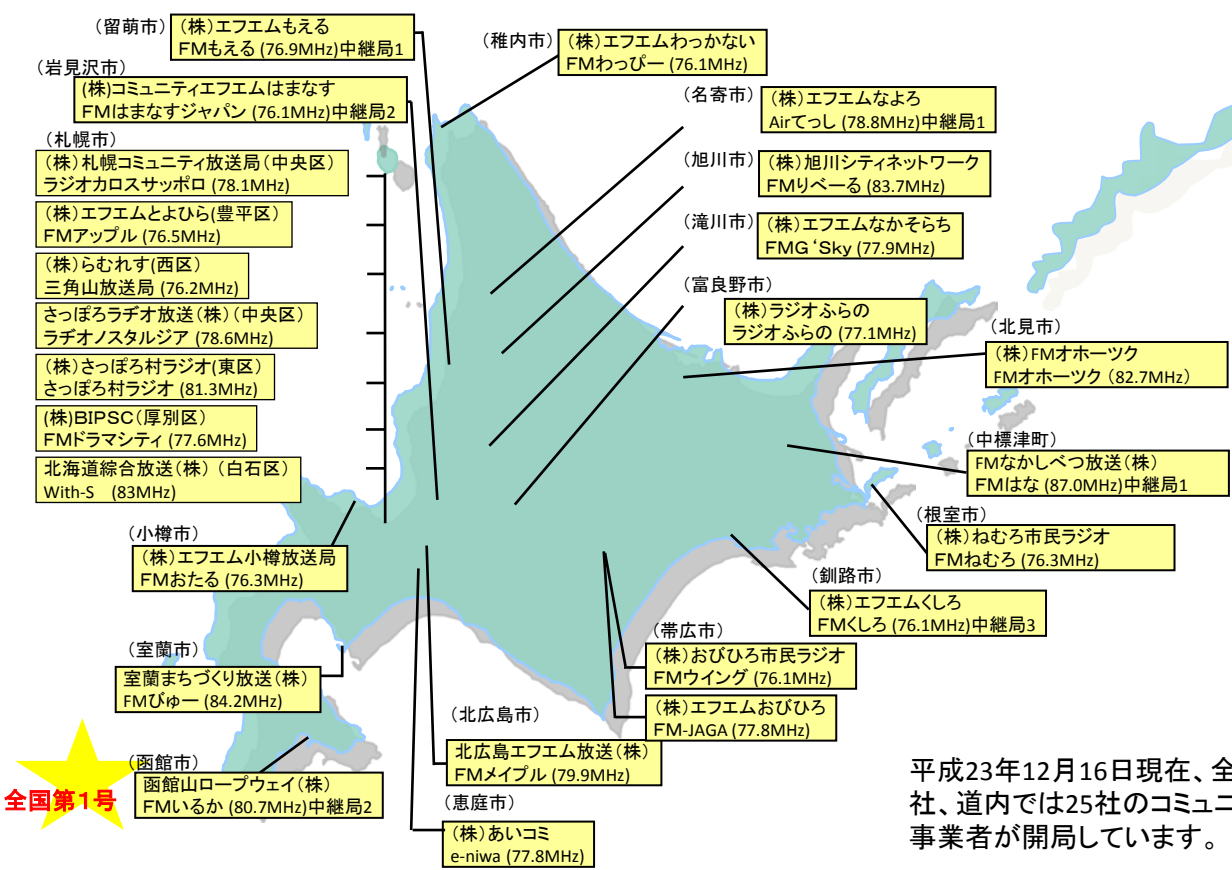 (留萌市)
(株)エフエムもえる
FMもえる (76.9MHz)中継局1
(稚内市)
(株)エフエムわっかない
FMわっぴー (76.1MHz)
(岩見沢市)
(株)コミュニティエフエムはまなす
FMはまなすジャパン (76.1MHz)中継局2
(名寄市)
(株)エフエムなよろ
Airてっし (78.8MHz)中継局1
(札幌市)
(株)札幌コミュニティ放送局(中央区)
ラジオカロスサッポロ (78.1MHz)
(旭川市)
(株)旭川シティネットワーク
FMりべーる (83.7MHz)
(株)エフエムとよひら(豊平区)
FMアップル (76.5MHz)
(滝川市)
(株)エフエムなかそらち
FMG‘Sky (77.9MHz)
(株)らむれす(西区)
三角山放送局 (76.2MHz)
(富良野市)
(株)ラジオふらの
ラジオふらの (77.1MHz)
さっぽろラヂオ放送(株)(中央区)
ラヂオノスタルジア (78.6MHz)
(北見市)
(株)FMオホーツク
FMオホーツク (82.7MHz)
(株)さっぽろ村ラジオ(東区)
さっぽろ村ラジオ (81.3MHz)
(株)BIPSC(厚別区)
FMドラマシティ (77.6MHz)
(中標津町)
FMなかしべつ放送(株)
FMはな (87.0MHz)中継局1
北海道綜合放送(株) (白石区)
With-S (83MHz)
(根室市)
(株)ねむろ市民ラジオ
FMねむろ (76.3MHz)
(小樽市)
(株)エフエム小樽放送局
FMおたる (76.3MHz)
(釧路市)
(株)エフエムくしろ
FMくしろ (76.1MHz)中継局3
(帯広市)
(株)おびひろ市民ラジオ
FMウイング (76.1MHz)
(室蘭市)
室蘭まちづくり放送(株)
FMびゅー (84.2MHz)
(株)エフエムおびひろ
FM-JAGA (77.8MHz)
(北広島市)
北広島エフエム放送(株)
FMメイプル (79.9MHz)
(函館市)
全国第1号
函館山ロープウェイ(株)
FMいるか (80.7MHz)中継局2
(恵庭市)
(株)あいコミ
e-niwa (77.8MHz)
平成23年12月16日現在、全
社、道内では25社のコミュニ
事業者が開局しています。